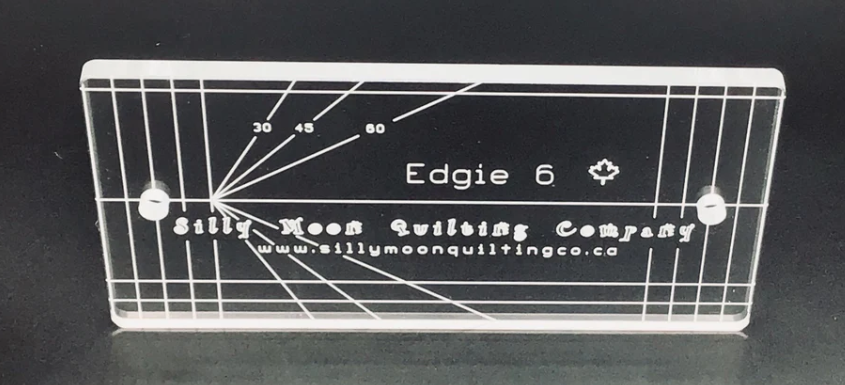 30 45 60
Edgie 6
Silly Moon Quilting Company
www.sillymoonquiltingco.ca